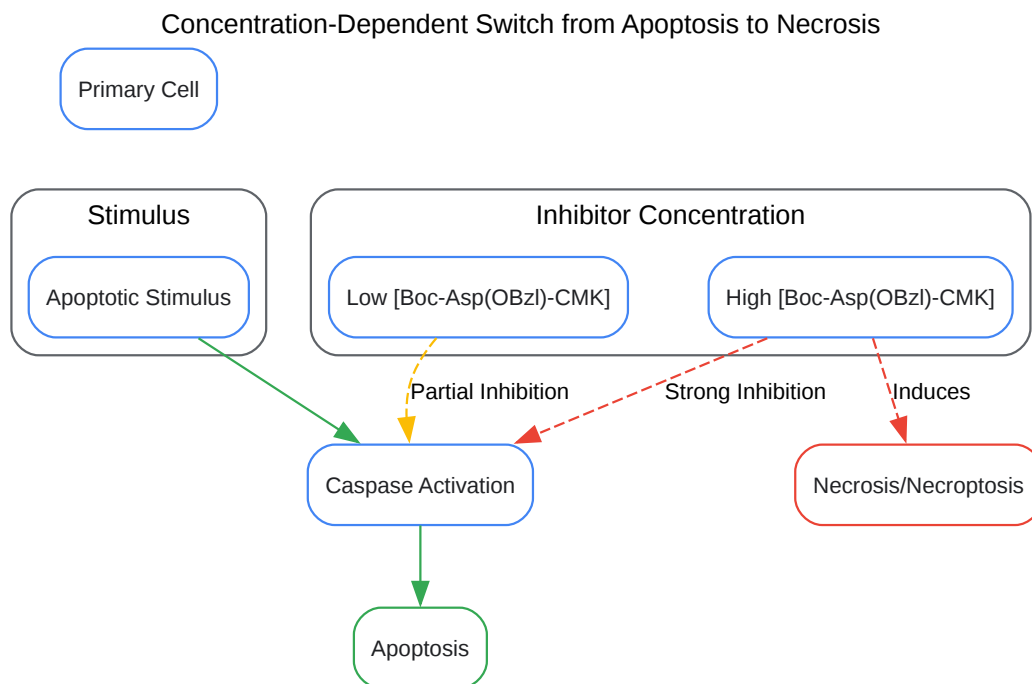 Concentration-Dependent Switch from Apoptosis to Necrosis
Primary Cell
Stimulus
Inhibitor Concentration
Apoptotic Stimulus
Low [Boc-Asp(OBzl)-CMK]
High [Boc-Asp(OBzl)-CMK]
Partial Inhibition
Strong Inhibition
Induces
Caspase Activation
Necrosis/Necroptosis
Apoptosis